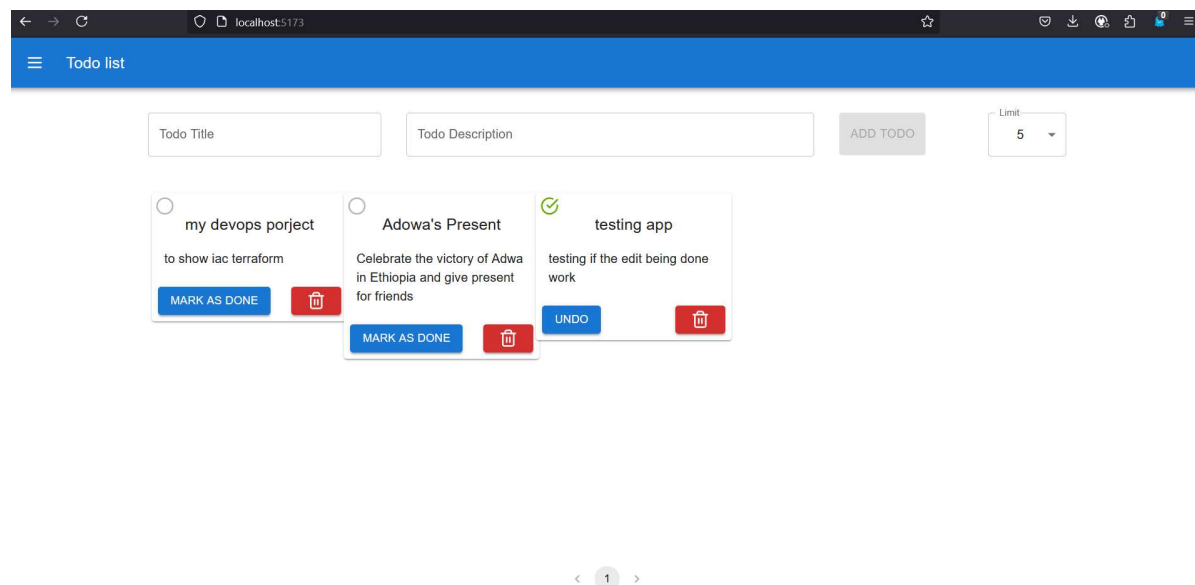 localhost:5173
0
Todo list
Todo Title
Todo Description
ADD TODO
Limit
5
my devops porject
to show iac terraform
MARK AS DONE
Adowa's Present
Celebrate the victory of Adwa
in Ethiopia and give present
for friends
MARK AS DONE
testing app
testing if the edit being done
work
UNDO
1